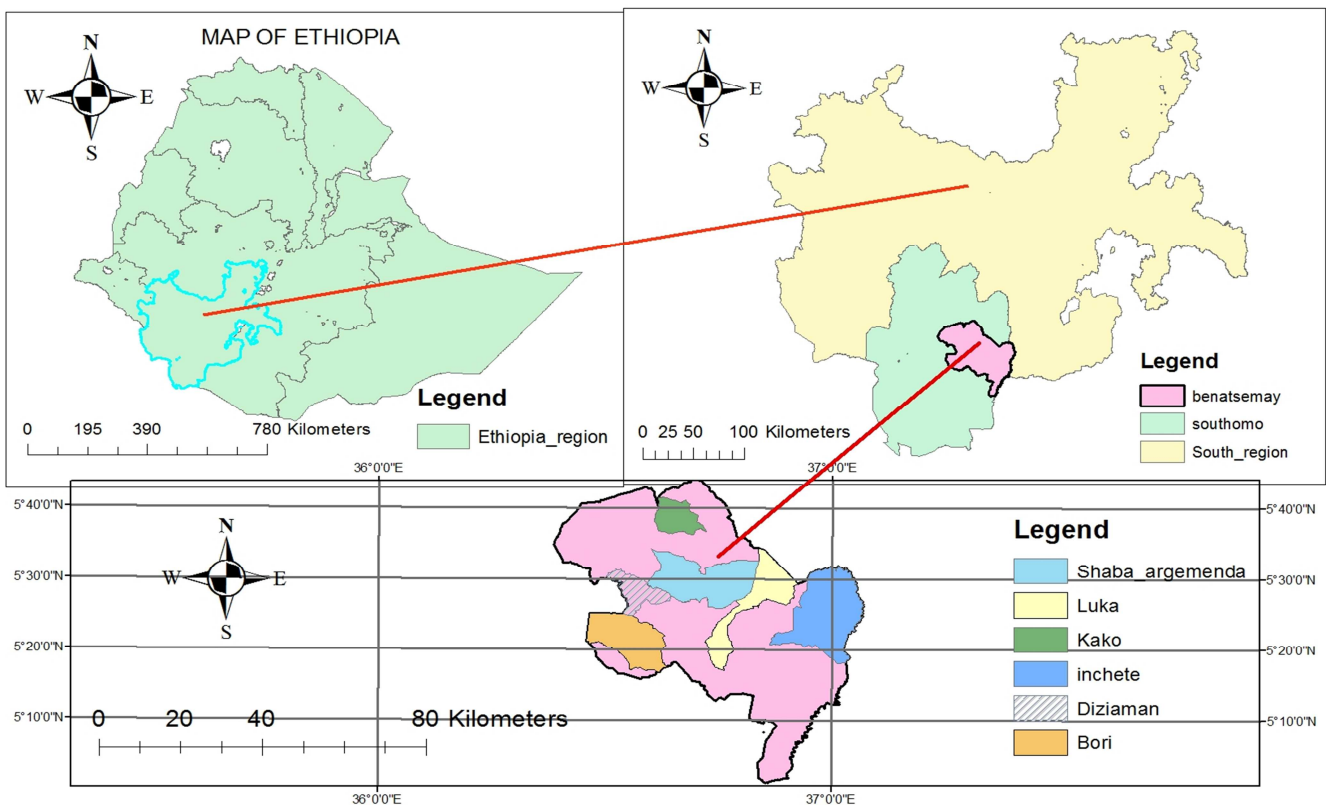 MAP OF ETHIOPIA
N
W E
S
Legend
Ethiopia_region
0 195 390 780 Kilometers
N
W E
S
Legend
benatsemay
southomo
South_region
0 25 50 100 Kilometers
36°0'0"E 37°0'0"E
5°40'0"N 5°40'0"N
5°30'0"N 5°30'0"N
5°20'0"N 5°20'0"N
5°10'0"N 5°10'0"N
N
W E
S
0 20 40 80 Kilometers
Legend
Shaba_argemenda
Luka
Kako
inchete
Diziaman
Bori
36°0'0"E 37°0'0"E